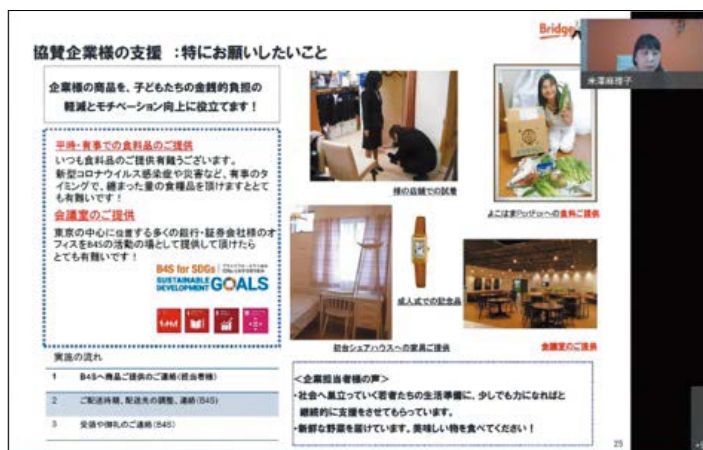 Bridge
協賛企業様の支援 ：特にお願いしたいこと
米澤麻理子
企業様の商品を、子どもたちの金銭的負担の
軽減とモチベーション向上に役立てます！
平時・有事での食料品のご提供
いつも食料品のご提供有難うございます。
新型コロナウイルス感染症や災害など、有事のタ
イミングで、纏まった量の食糧品を頂けますととて
も有難いです！
会議室のご提供
東京の中心に位置する多くの銀行・証券会社様のオ
フィスをB4Sの活動の場として提供して頂けたら
とても有難いです！
B4S for SDGs
SUSTAINABLE
DEVELOPMENT GOALS
様の店舗での試着
よこはまPortForへの食料ご提供
成人式での記念品
初台シェアハウスへの家具ご提供
会議室のご提供
実施の流れ
1 B4Sへ商品ご提供のご連絡(担当者様)
2 ご配送時期、配送先の調整、連絡(B4S)
3 受領や御礼のご連絡(B4S)
＜企業担当者様の声＞
・社会へ巣立っていく若者たちの生活準備に、少しでも力になればと
継続的に支援をさせてもらっています。
・新鮮な野菜を届けています。美味しい物を食べてください！
25